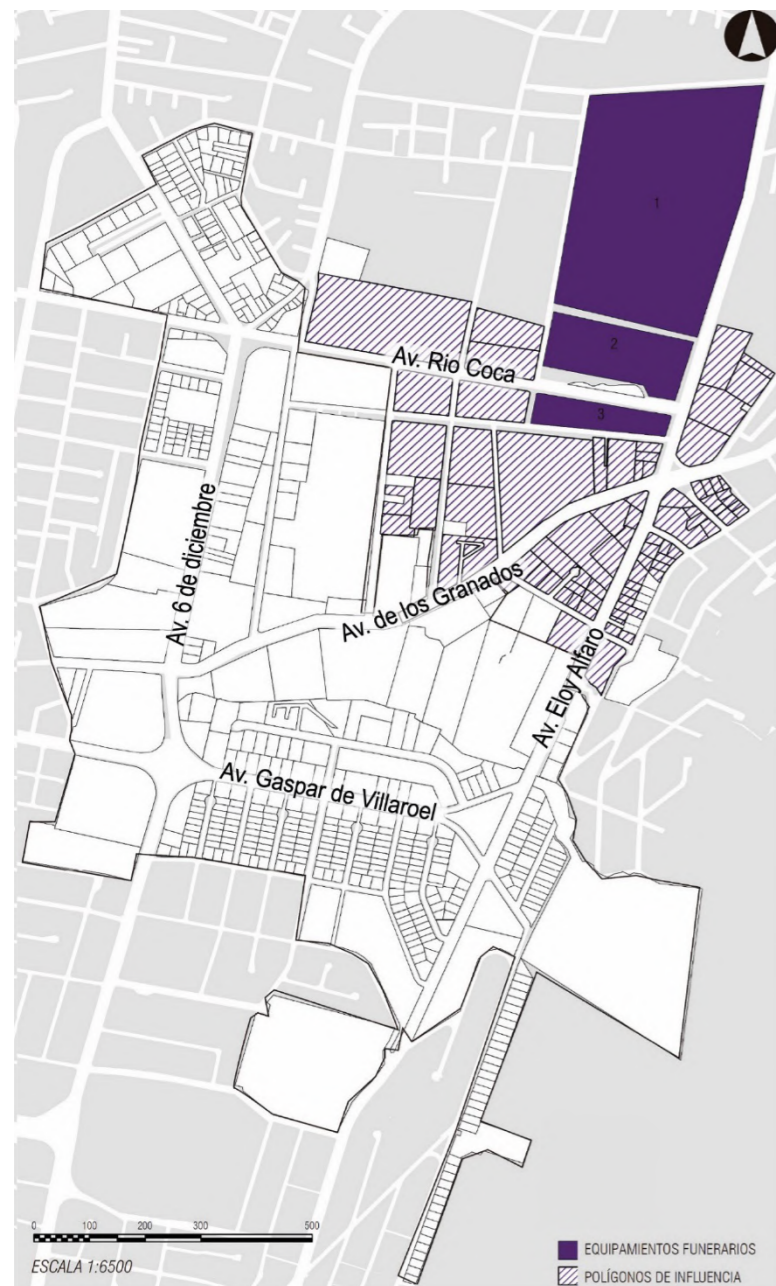 1
2
Av. Rio Coca
3
Av. 6 de diciembre
Av. de los Granados
Av. Eloy Alfaro
Av. Gaspar de Villaroel
0 100 200 300 500
ESCALA 1:6500
EQUIPAMIENTOS FUNERARIOS
POLÍGONOS DE INFLUENCIA